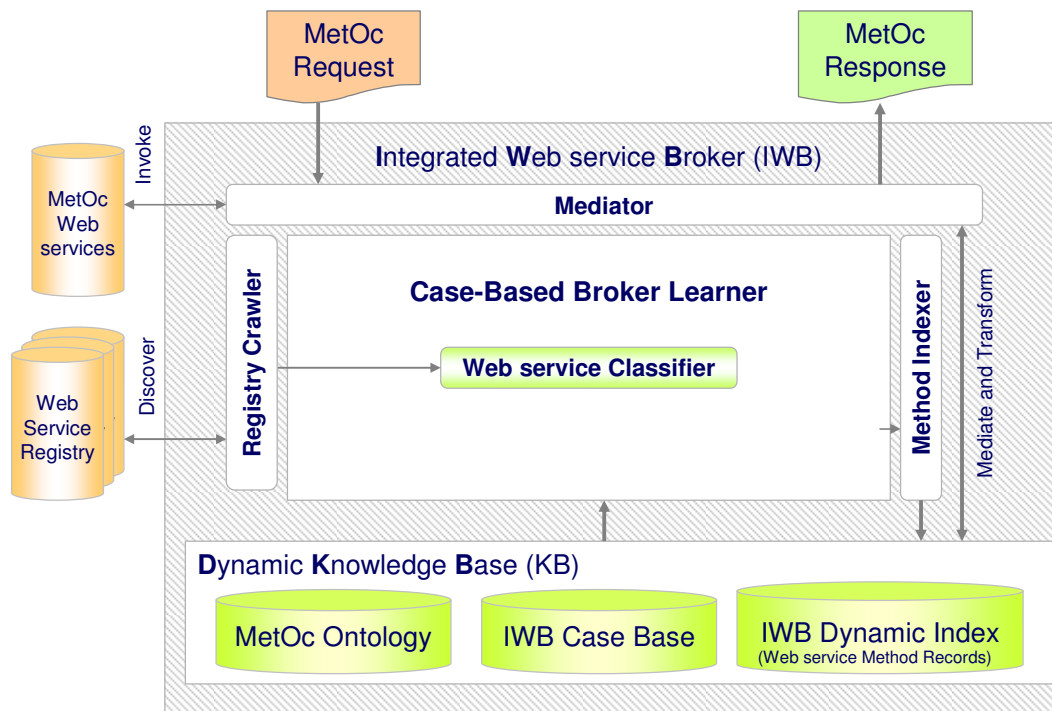 MetOc
Request
MetOc
Response
Integrated Web service Broker (IWB)
Invoke
MetOc
Web
services
Mediator
Case-Based Broker Learner
Registry Crawler
Web service Classifier
Method Indexer
Mediate and Transform
Discover
Web
Service
Registry
Dynamic Knowledge Base (KB)
MetOc Ontology
IWB Case Base
IWB Dynamic Index
(Web service Method Records)